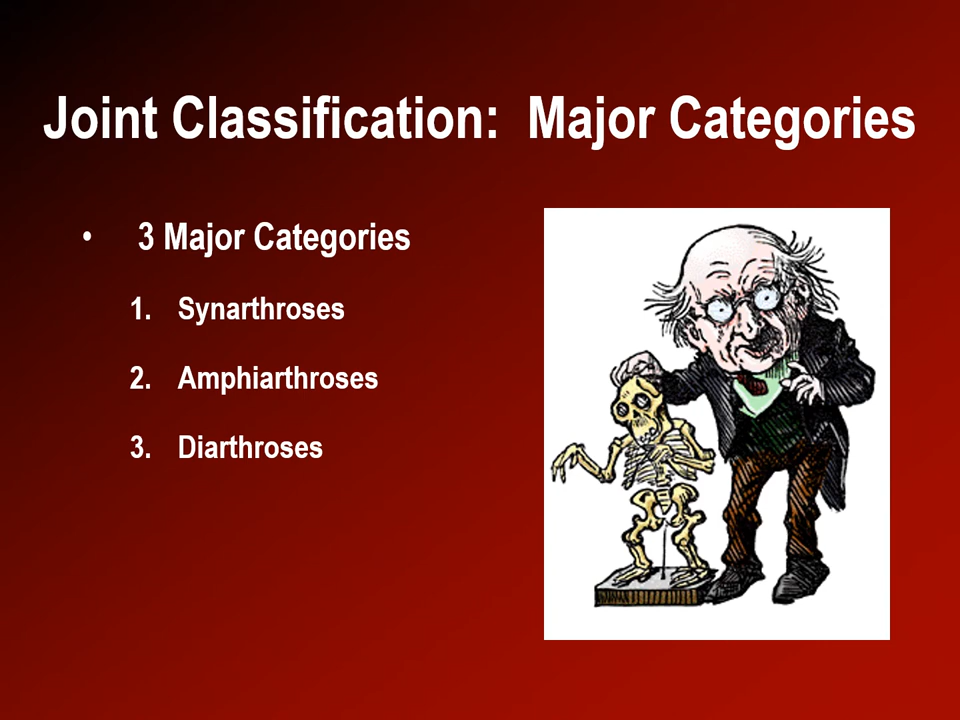 Joint Classification: Major Categories
• 3 Major Categories
1. Synarthroses
2. Amphiarthroses
3. Diarthroses